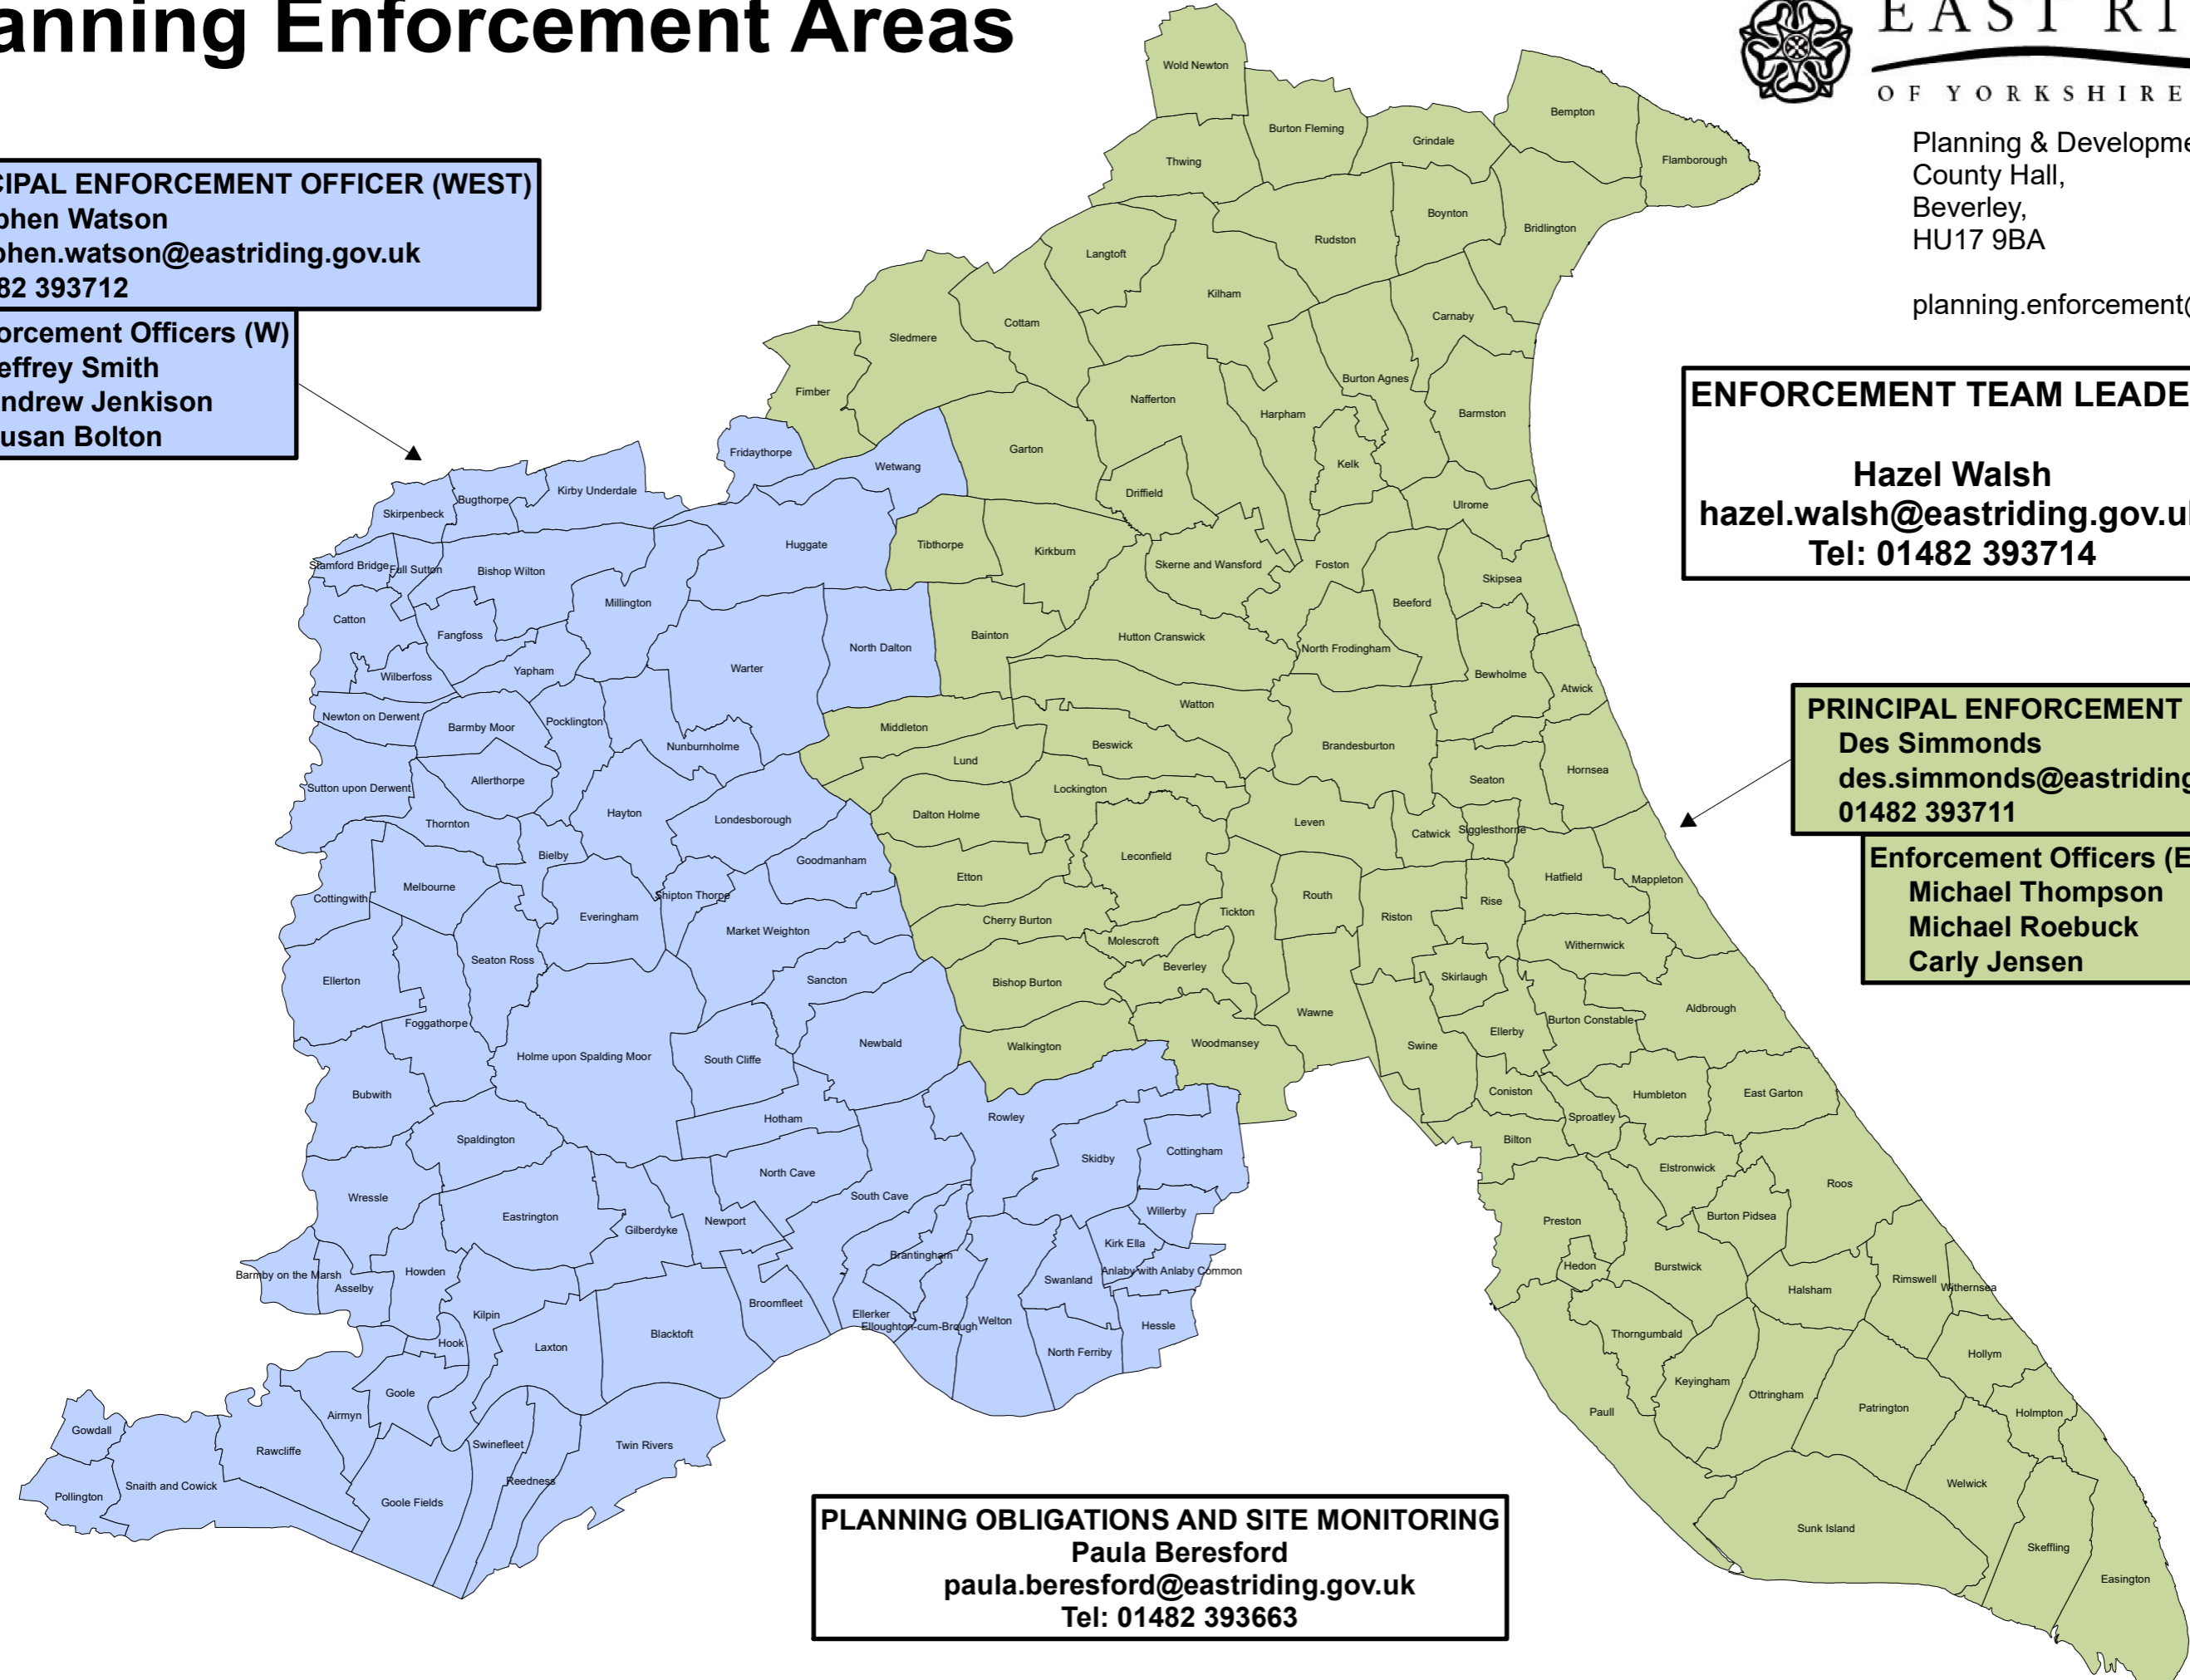 anning Enforcement Areas
EAST RI
OF YORKSHIRE
Planning & Developme
County Hall,
Beverley,
HU17 9BA
planning.enforcement@
CIPAL ENFORCEMENT OFFICER (WEST)
phen Watson
phen.watson@eastriding.gov.uk
82 393712
orcement Officers (W)
effrey Smith
ndrew Jenkison
usan Bolton
ENFORCEMENT TEAM LEADE
Hazel Walsh
hazel.walsh@eastriding.gov.uk
Tel: 01482 393714
PRINCIPAL ENFORCEMENT
Des Simmonds
des.simmonds@eastriding
01482 393711
Enforcement Officers (E
Michael Thompson
Michael Roebuck
Carly Jensen
Wold Newton
Burton Fleming
Bempton
Grindale
Flamborough
Thwing
Boynton
Bridlington
Rudston
Langtoft
Kilham
Carnaby
Cottam
Sledmere
Burton Agnes
Fimber
Nafferton
Harpham
Barmston
Garton
Fridaythorpe
Wetwang
Kelk
Driffield
Ulrome
Kirby Underdale
Bugthorpe
Skirpenbeck
Huggate
Tibthorpe
Kirkburn
Skerne and Wansford
Foston
Skipsea
Stamford Bridge
Full Sutton
Bishop Wilton
Millington
Beeford
Catton
Fangfoss
Bainton
Hutton Cranswick
North Frodingham
North Dalton
Warter
Yapham
Wilberfoss
Bewholme
Atwick
Newton on Derwent
Barmby Moor
Pocklington
Nunburnholme
Middleton
Watton
Beswick
Brandesburton
Lund
Hornsea
Seaton
Allerthorpe
Sutton upon Derwent
Lockington
Hayton
Londesborough
Dalton Holme
Leven
Catwick
Sigglesthorne
Thornton
Bielby
Goodmanham
Leconfield
Etton
Hatfield
Mappleton
Melbourne
Cottingwith
Shipton Thorpe
Everingham
Routh
Rise
Riston
Tickton
Cherry Burton
Market Weighton
Molescroft
Withernwick
Seaton Ross
Beverley
Skirlaugh
Ellerton
Sancton
Bishop Burton
Aldbrough
Foggathorpe
Wawne
Burton Constable
Ellerby
Holme upon Spalding Moor
South Cliffe
Newbald
Walkington
Woodmansey
Swine
Bubwith
Coniston
Humbleton
East Garton
Hotham
Rowley
Sproatley
Spaldington
Bilton
Cottingham
Skidby
North Cave
Elstronwick
Roos
Wressle
South Cave
Eastrington
Gilberdyke
Newport
Willerby
Preston
Burton Pidsea
Kirk Ella
Brantingham
Barmby on the Marsh
Asselby
Howden
Swanland
Anlaby with Anlaby Common
Hedon
Burstwick
Halsham
Rimswell
Withernsea
Kilpin
Broomfleet
Ellerker
Elloughton-cum-Brough
Welton
Hessle
Hook
Laxton
Blacktoft
North Ferriby
Thorngumbald
Hollym
Goole
Keyingham
Ottringham
Airmyn
Paull
Patrington
Holmpton
Gowdall
Rawcliffe
Swinefleet
Twin Rivers
Snaith and Cowick
Pollington
Reedness
Goole Fields
Welwick
Sunk Island
Skeffling
Easington
PLANNING OBLIGATIONS AND SITE MONITORING
Paula Beresford
paula.beresford@eastriding.gov.uk
Tel: 01482 393663